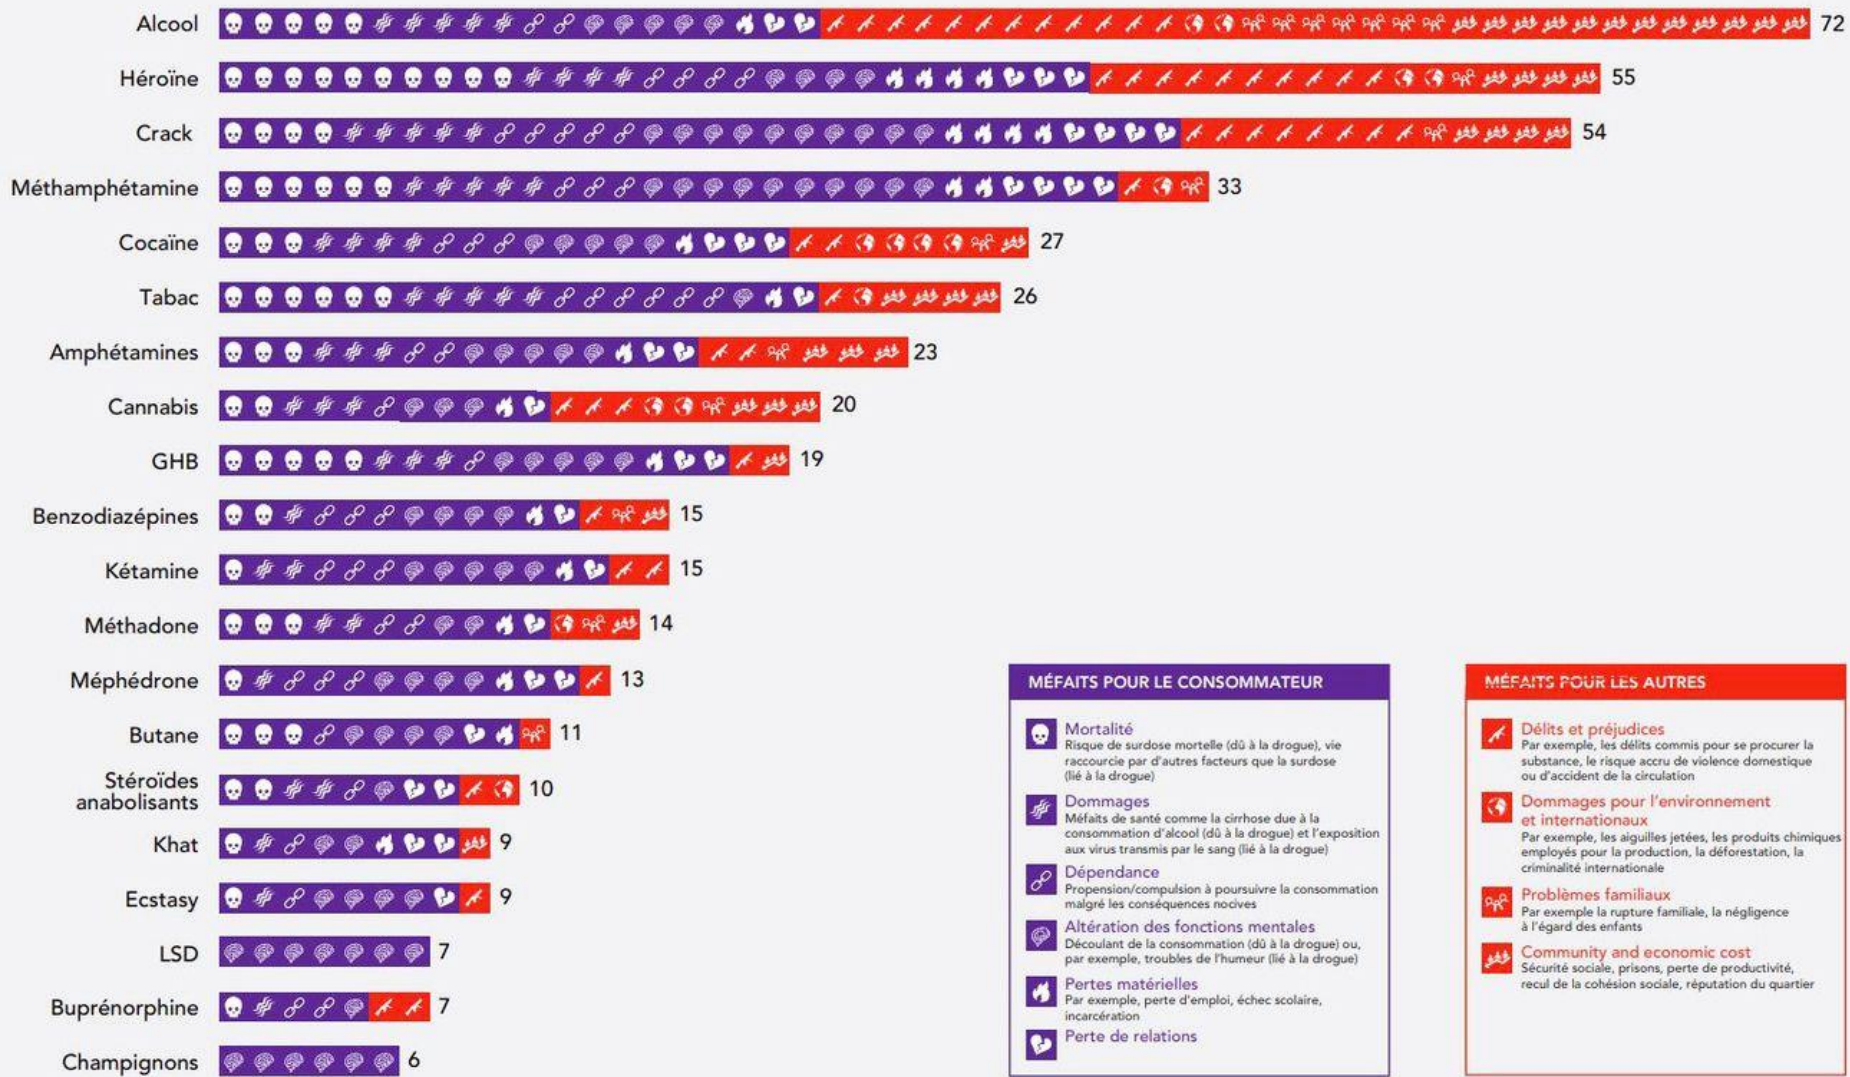 Alcool 72
Héroïne 55
Crack 54
Méthamphétamine 33
Cocaïne 27
Tabac 26
Amphétamines 23
Cannabis 20
GHB 19
Benzodiazépines 15
Kétamine 15
Méthadone 14
Méphédrone 13
Butane 11
Stéroïdes
anabolisants 10
Khat 9
Ecstasy 9
LSD 7
Buprénorphine 7
Champignons 6
MÉFAITS POUR LE CONSOMMATEUR
Mortalité
Risque de surdose mortelle (dû à la drogue), vie
raccourcie par d'autres facteurs que la surdose
(lié à la drogue)
Dommages
Méfaits de santé comme la cirrhose due à la
consommation d'alcool (dû à la drogue) et l'exposition
aux virus transmis par le sang (lié à la drogue)
Dépendance
Propension/compulsion à poursuivre la consommation
malgré les conséquences nocives
Altération des fonctions mentales
Découlant de la consommation (dû à la drogue) ou,
par exemple, troubles de l'humeur (lié à la drogue)
Pertes matérielles
Par exemple, perte d'emploi, échec scolaire,
incarcération
Perte de relations
MÉFAITS POUR LES AUTRES
Délits et préjudices
Par exemple, les délits commis pour se procurer la
substance, le risque accru de violence domestique
ou d'accident de la circulation
Dommages pour l'environnement
et internationaux
Par exemple, les aiguilles jetées, les produits chimiques
employés pour la production, la déforestation, la
criminalité internationale
Problèmes familiaux
Par exemple la rupture familiale, la négligence
à l'égard des enfants
Community and economic cost
Sécurité sociale, prisons, perte de productivité,
recul de la cohésion sociale, réputation du quartier